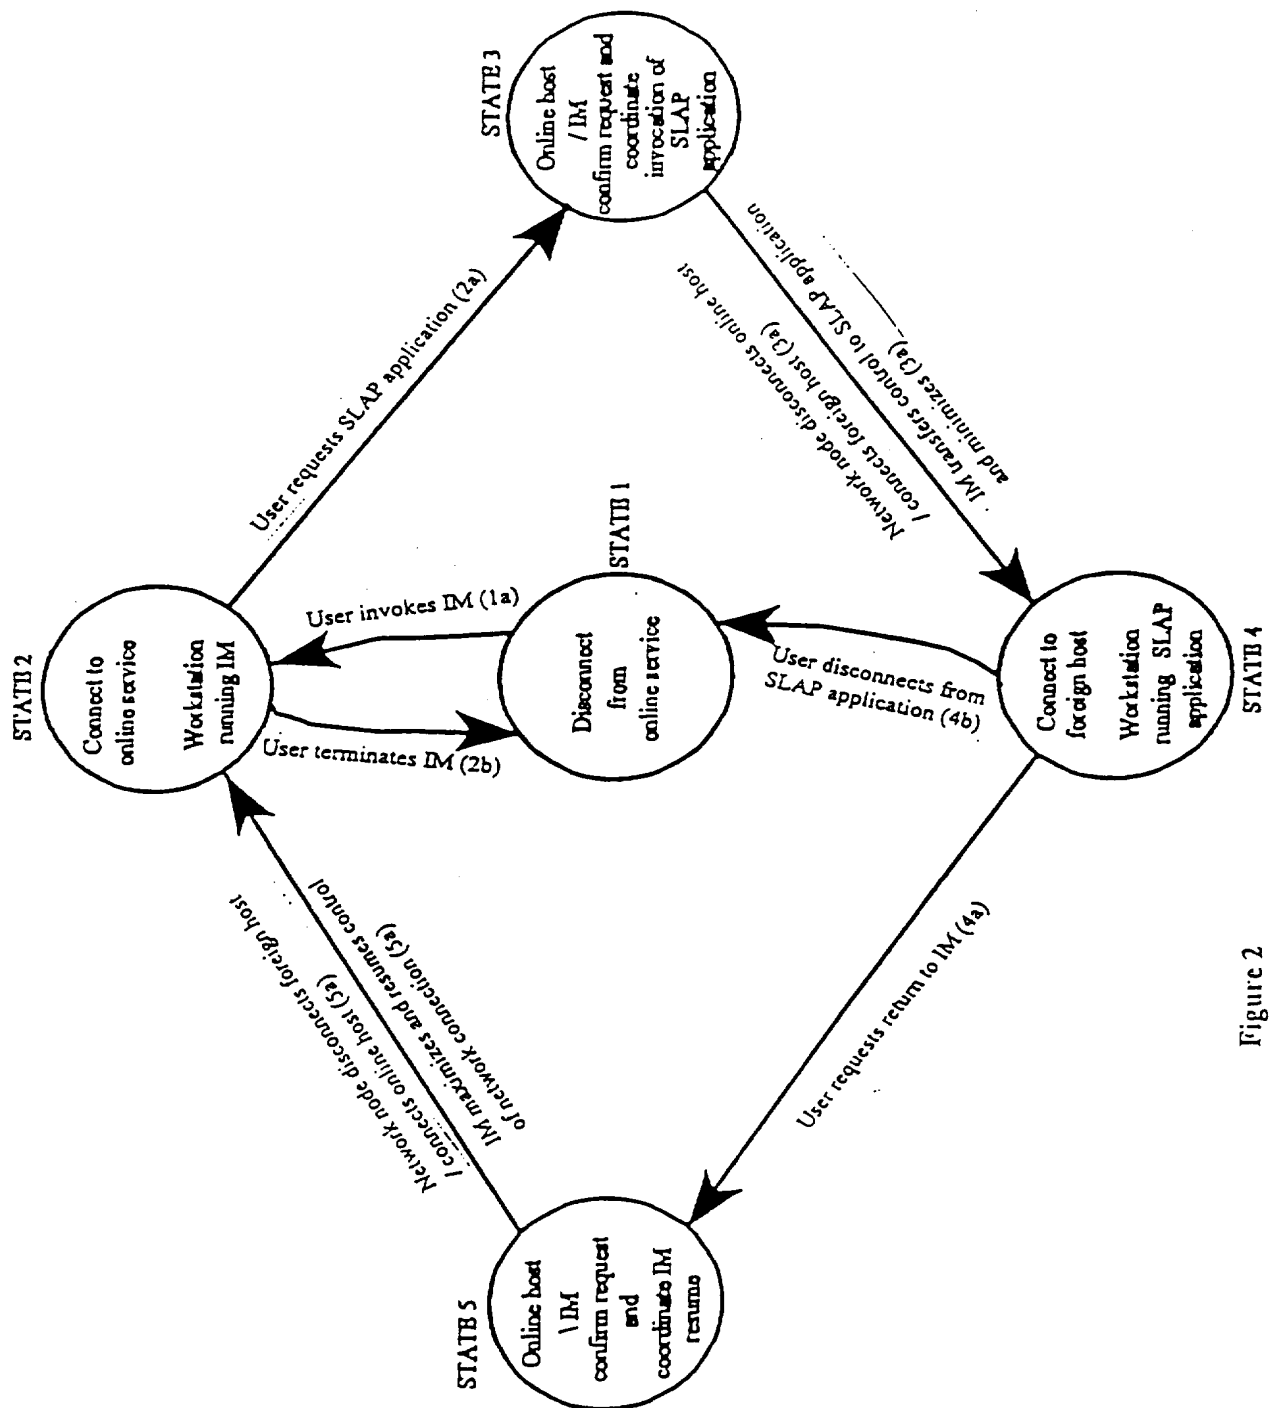 STATE 2
Connect to
online service
Workstation
running IM
User requests SLAP application (2a)
STATE 3
Online host
/ IM
confirm request and
coordinate
invocation of
SLAP
application
IM transfers control to SLAP application
and minimizes (3a)
Network node disconnects online host
/ connects foreign host (3a)
User invokes IM (1a)
User terminates IM (2b)
STATE 1
Disconnect
from
online service
User disconnects from
SLAP application (4b)
STATE 4
Connect to
foreign host
Workstation
running SLAP
application
User requests return to IM (4a)
STATE 5
Online host
\ IM
confirm request
and
coordinate IM
resume
Network node disconnects foreign host
/ connects online host (5a)
IM maximizes and resumes control
of network connection (5a)
Figure 2